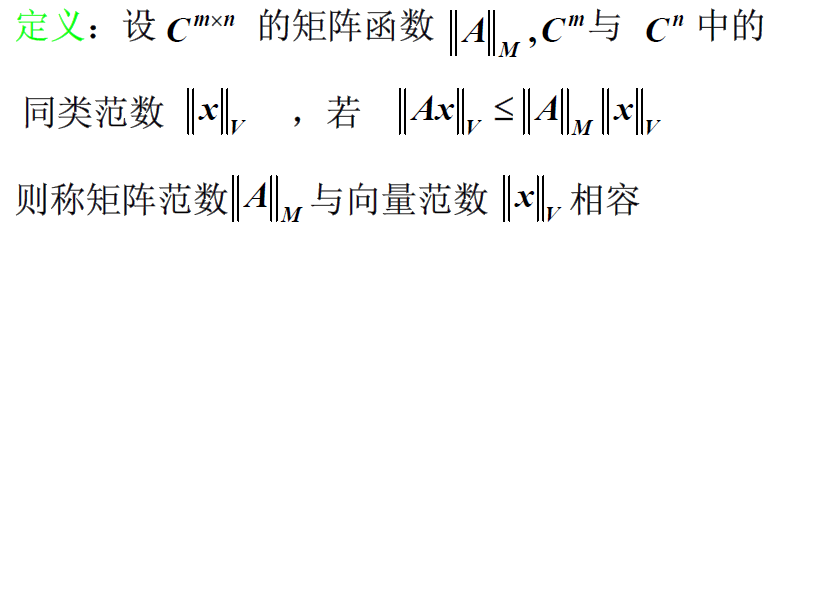 定义：设 C^{m×n} 的矩阵函数 ‖A‖_M ,C^m与 C^n 中的
同类范数 ‖x‖_V ，若 ‖Ax‖_V ≤ ‖A‖_M ‖x‖_V
则称矩阵范数‖A‖_M 与向量范数 ‖x‖_V 相容